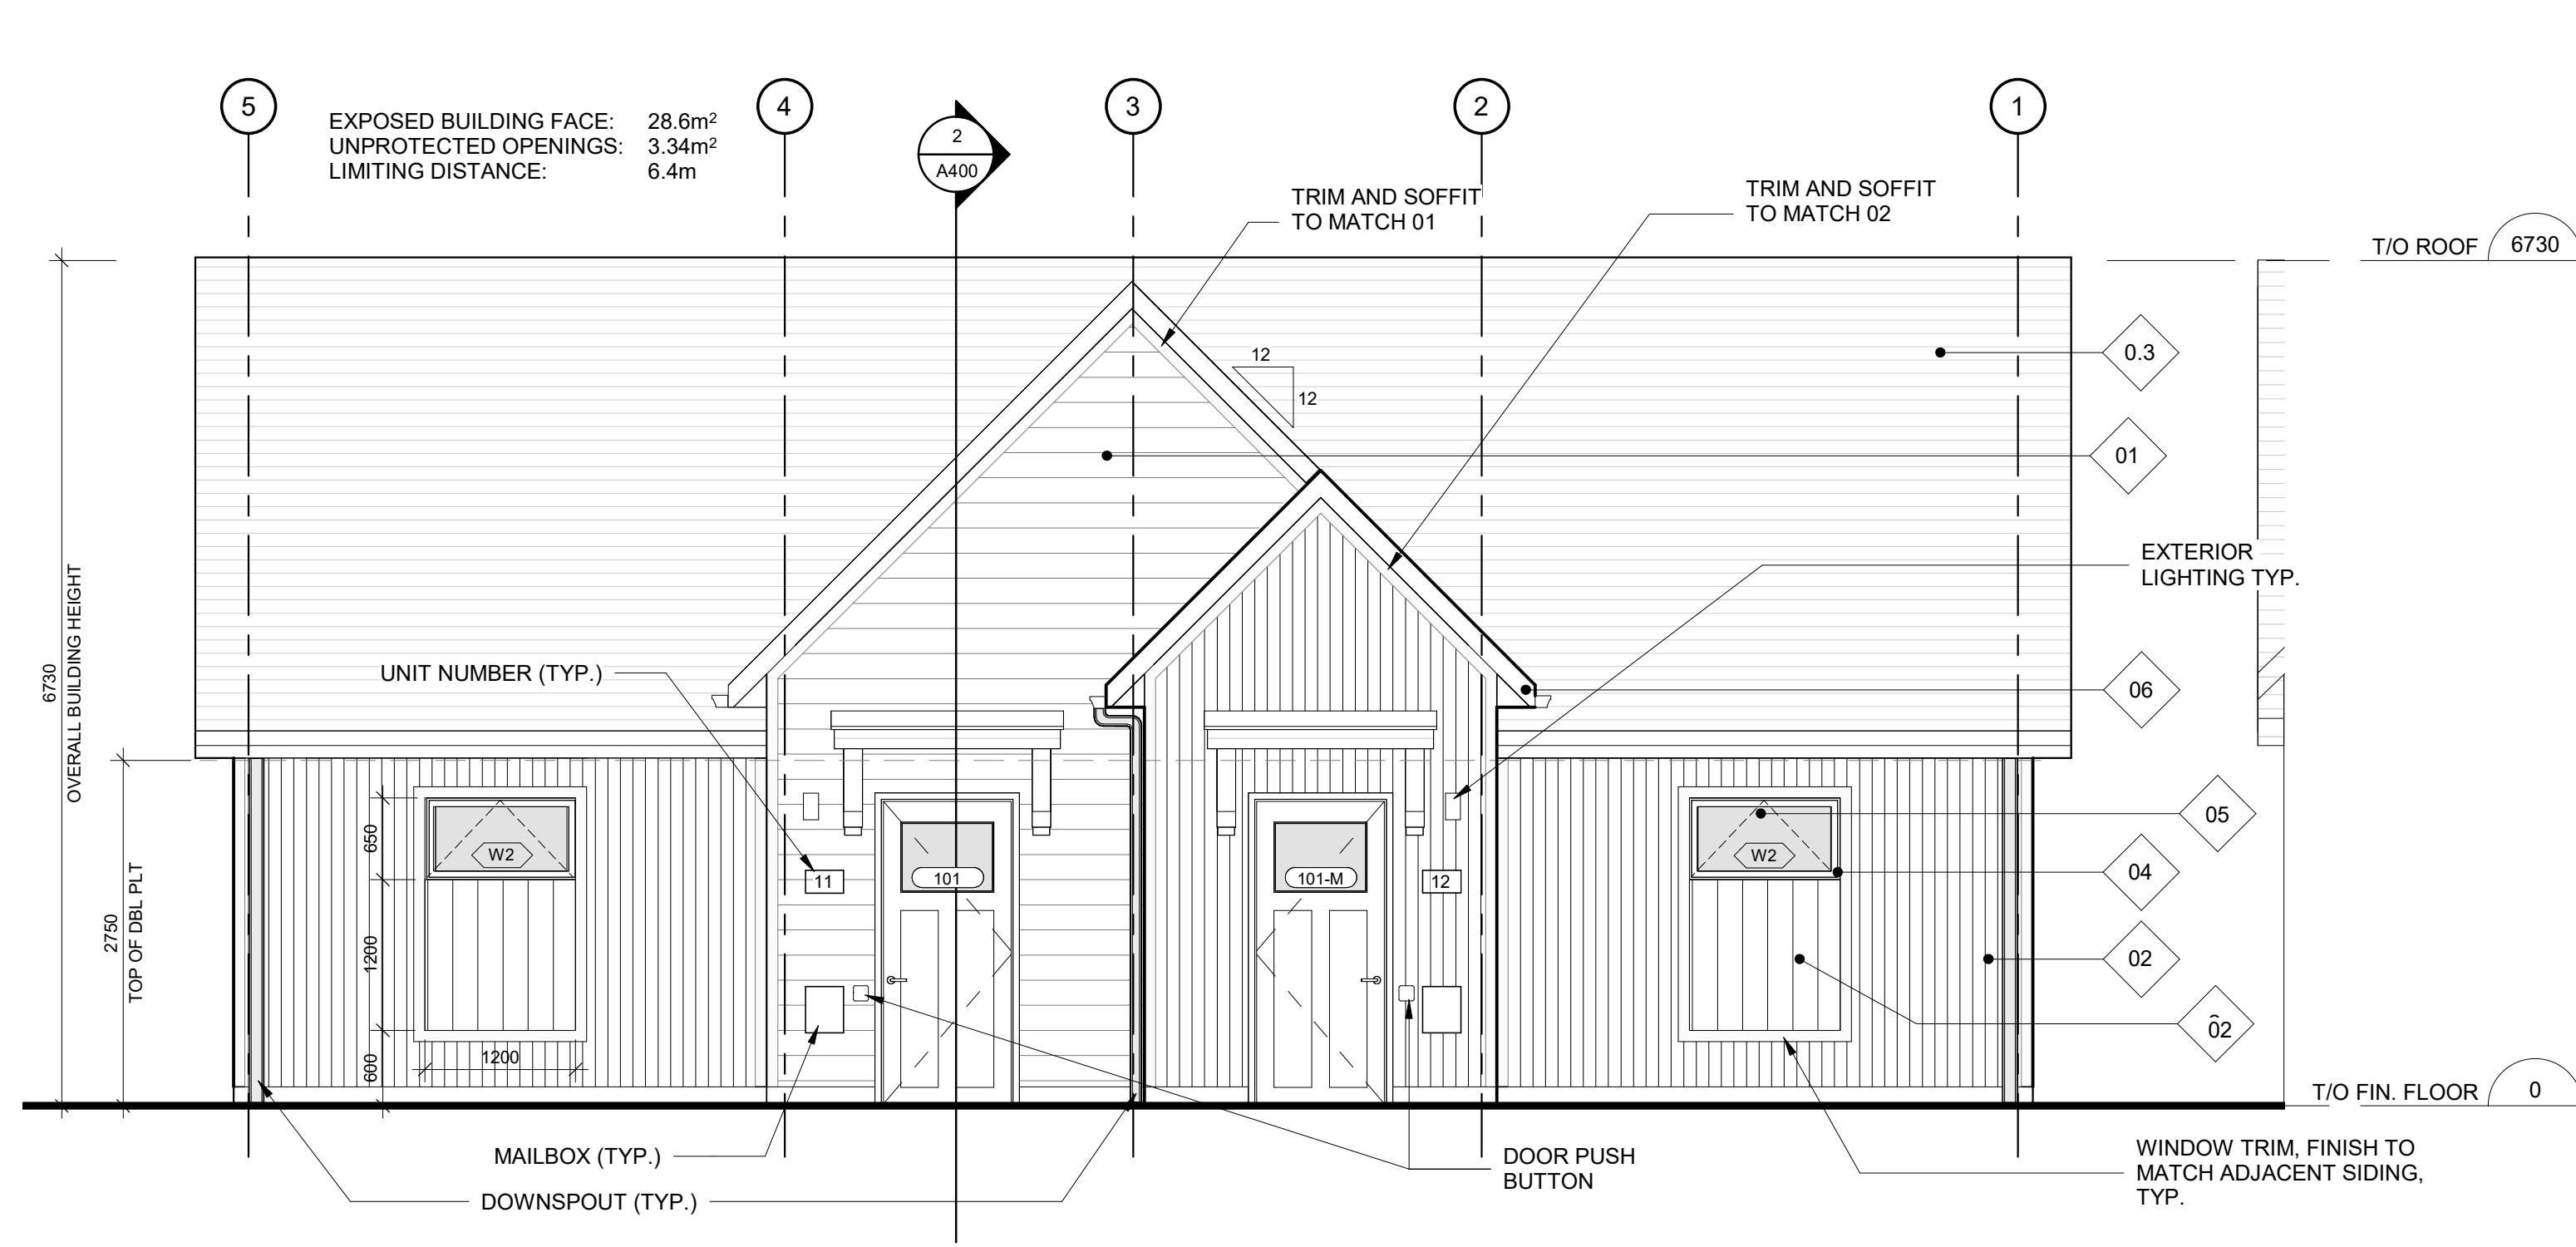 5
4
3
2
1
EXPOSED BUILDING FACE: 28.6m²
UNPROTECTED OPENINGS: 3.34m²
LIMITING DISTANCE: 6.4m
2
A400
TRIM AND SOFFIT
TO MATCH 01
TRIM AND SOFFIT
TO MATCH 02
T/O ROOF 6730
12
12
0.3
01
EXTERIOR
LIGHTING TYP.
6730
OVERALL BUILDING HEIGHT
UNIT NUMBER (TYP.)
06
2750
TOP OF DBL PLT
650
1200
600
1200
W2
11
101
101-M
12
W2
05
04
02
02
T/O FIN. FLOOR 0
MAILBOX (TYP.)
DOWNSPOUT (TYP.)
DOOR PUSH
BUTTON
WINDOW TRIM, FINISH TO
MATCH ADJACENT SIDING,
TYP.